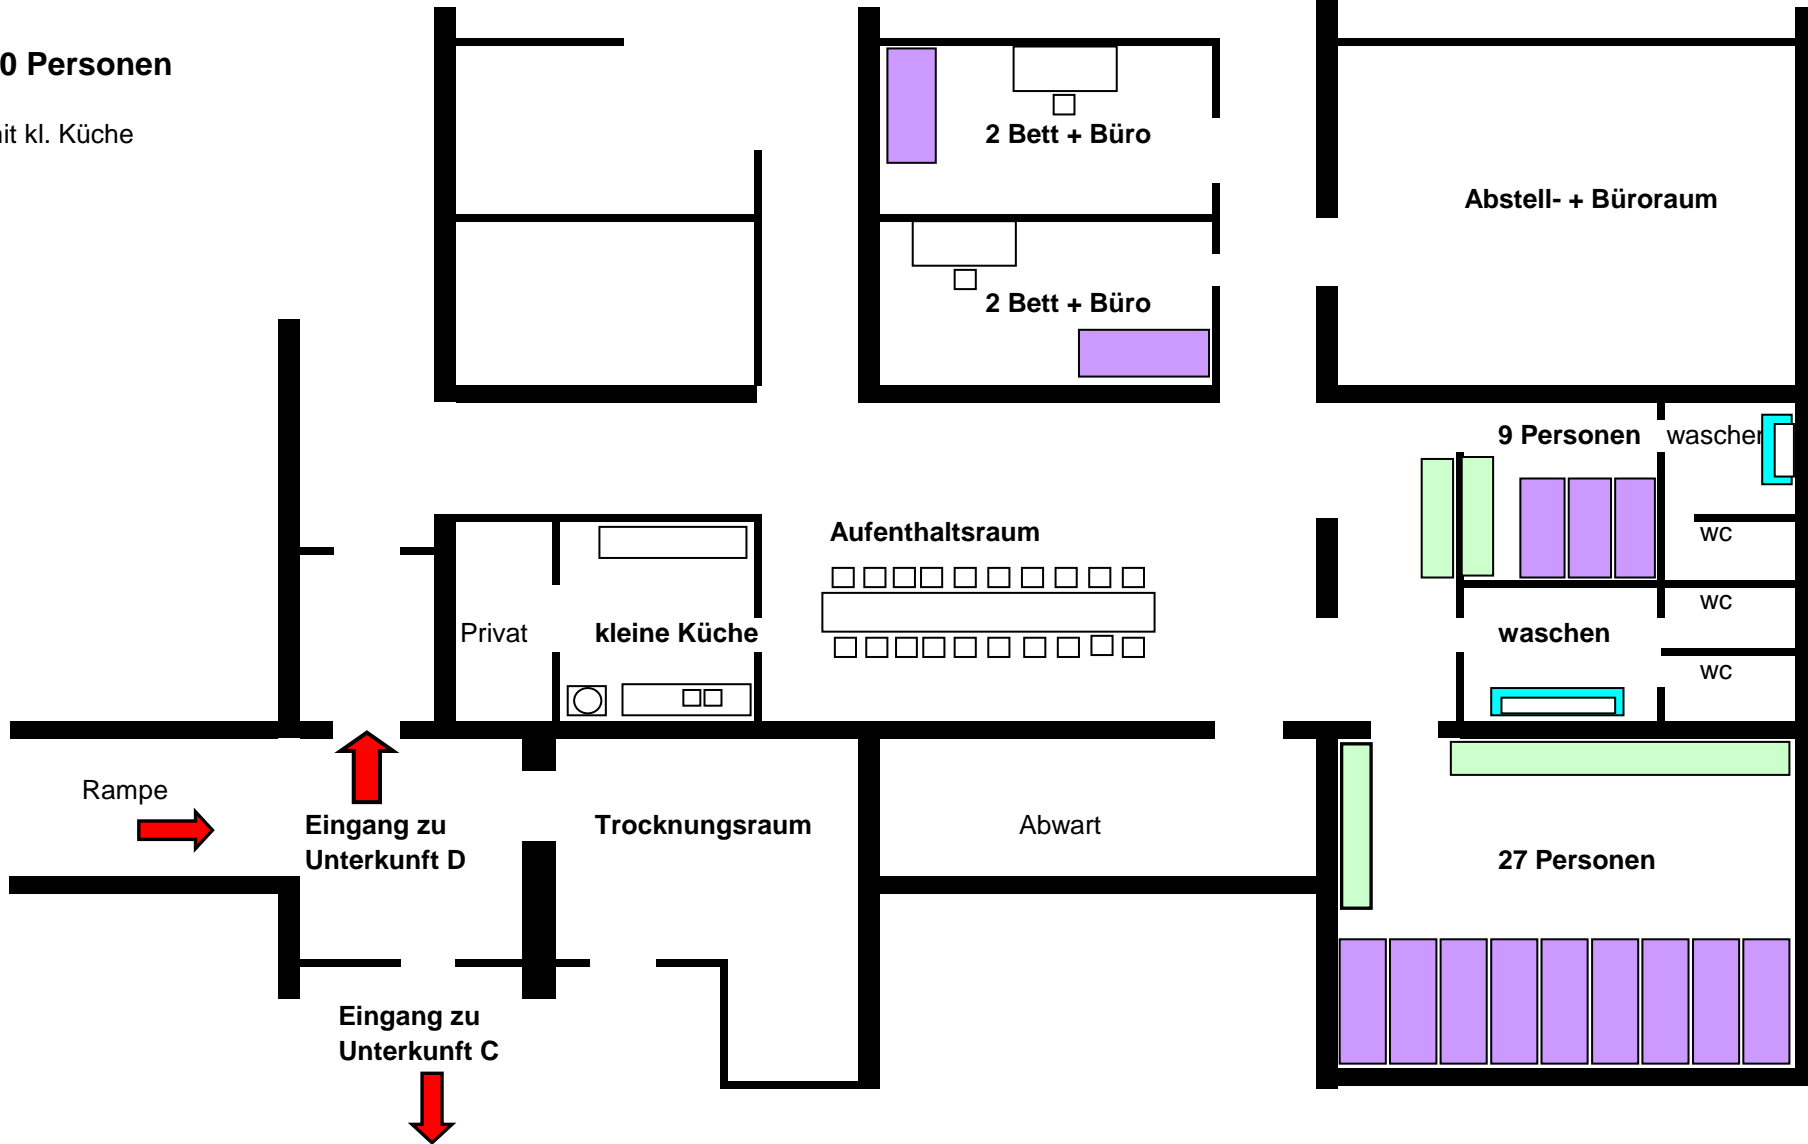 0 Personen
it kl. Küche
2 Bett + Büro
Abstell- + Büroraum
2 Bett + Büro
9 Personen
waschen
Aufenthaltsraum
wc
wc
Privat
kleine Küche
waschen
wc
Rampe
Eingang zu
Unterkunft D
Trocknungsraum
Abwart
27 Personen
Eingang zu
Unterkunft C